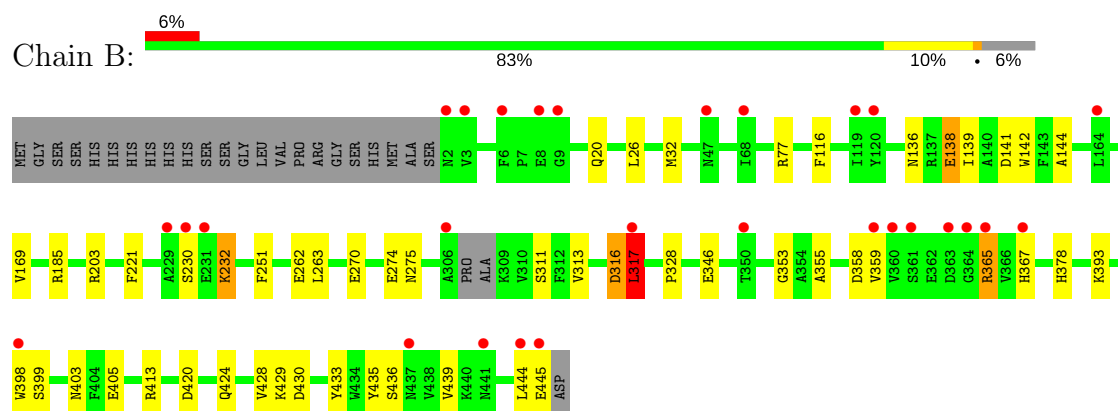 6%
Chain B:
83% 10% • 6%
MET GLY SER SER HIS HIS HIS HIS HIS HIS SER SER GLY LEU VAL PRO ARG GLY SER HIS MET ALA SER N2 V3 F6 P7 E8 G9 Q20 L26 M32 N47 I68 R77 F116 I119 Y120 N136 R137 E138 I139 A140 D141 W142 F143 A144 L164
V169 R185 R203 F221 A229 S230 E231 K232 F251 E262 L263 E270 E274 N275 A306 PRO ALA K309 V310 S311 F312 V313 D316 L317 P328 E346 T350 G353 A354 A355 D358 V359 V360 S361 E362 D363 G364 R365 V366 H367 H378 K393
W398 S399 N403 F404 E405 R413 D420 Q424 V428 K429 D430 Y433 W434 Y435 S436 N437 V438 V439 K440 N441 L444 E445 ASP